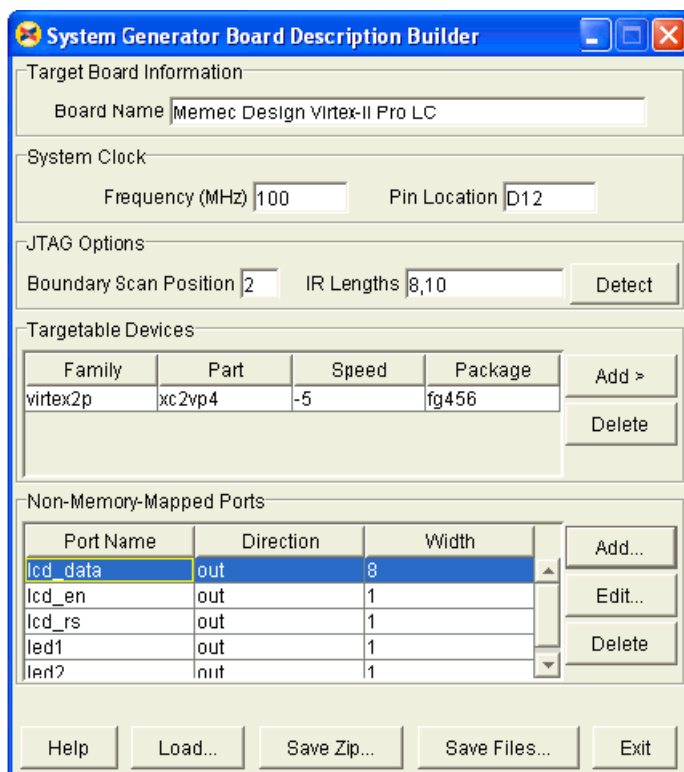 System Generator Board Description Builder
Target Board Information
Board Name Memec Design Virtex-II Pro LC
System Clock
Frequency (MHz) 100 Pin Location D12
JTAG Options
Boundary Scan Position 2 IR Lengths 8,10 Detect
Targetable Devices
Family Part Speed Package Add >
virtex2p xc2vp4 -5 fg456
Delete
Non-Memory-Mapped Ports
Port Name Direction Width Add...
lcd_data out 8
lcd_en out 1 Edit...
lcd_rs out 1
led1 out 1 Delete
led2 out 1
Help Load... Save Zip... Save Files... Exit